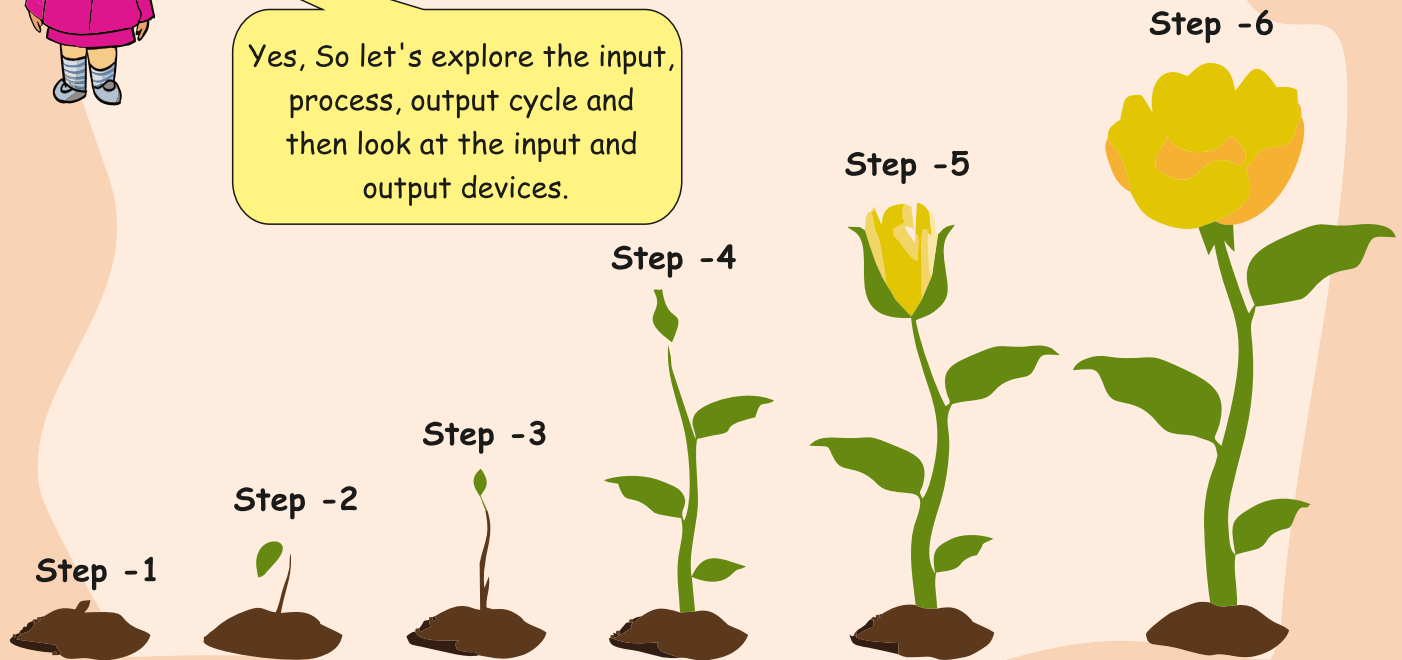 Yes, So let's explore the input,
process, output cycle and
then look at the input and
output devices.
Step -1
Step -2
Step -3
Step -4
Step -5
Step -6